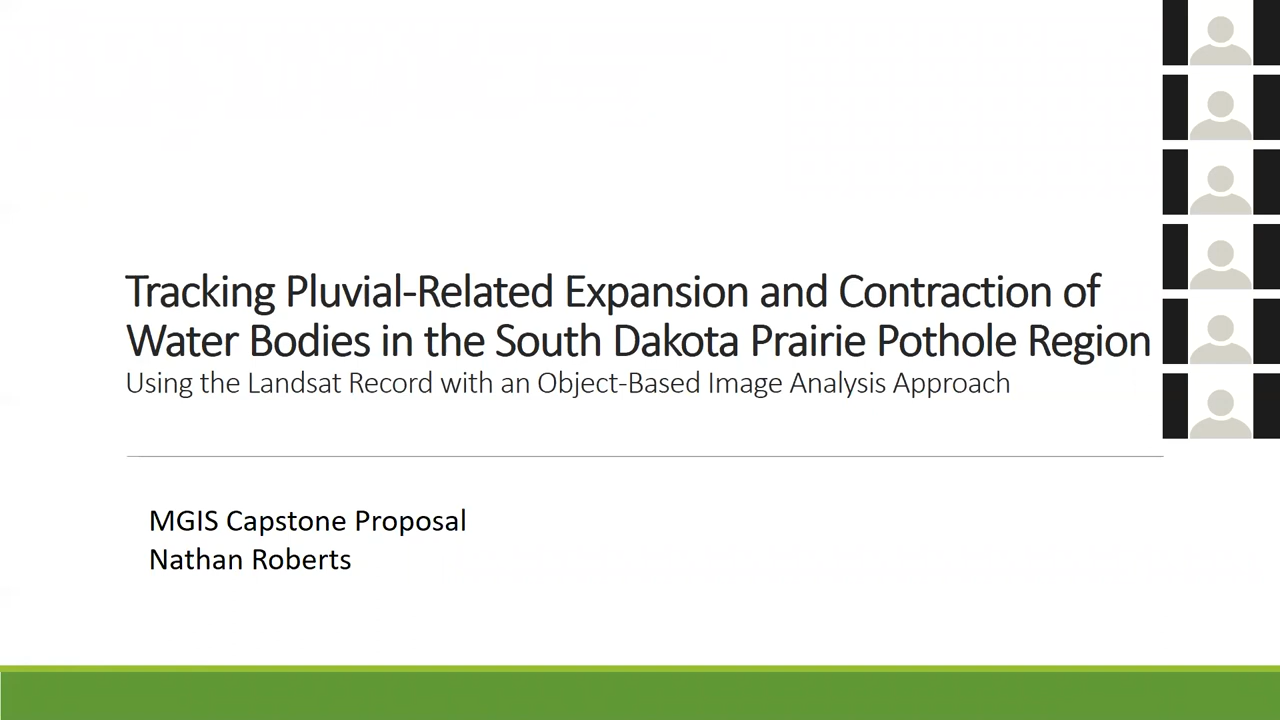 Tracking Pluvial-Related Expansion and Contraction of
Water Bodies in the South Dakota Prairie Pothole Region
Using the Landsat Record with an Object-Based Image Analysis Approach
MGIS Capstone Proposal
Nathan Roberts